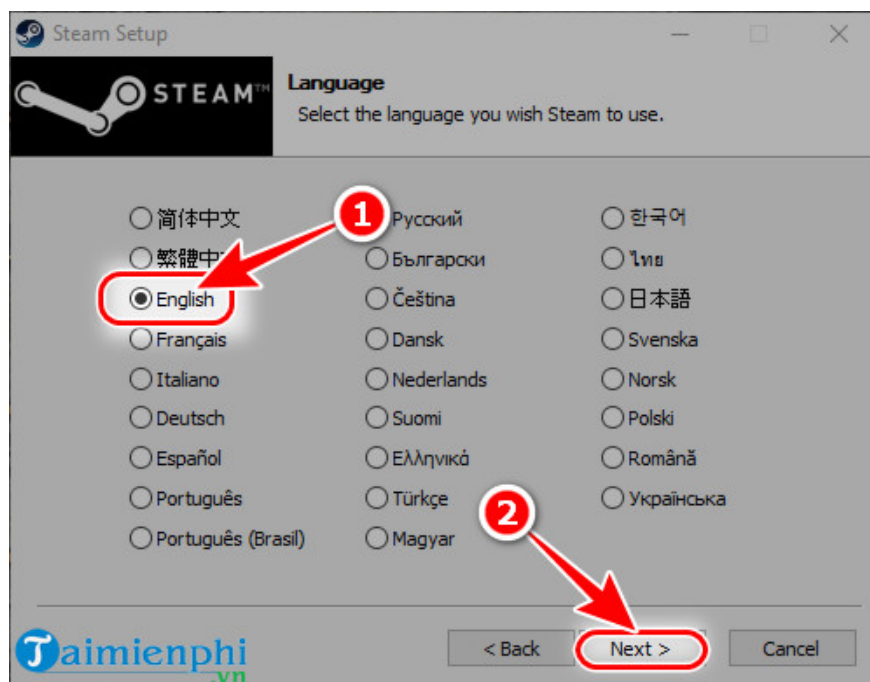 Steam Setup
STEAM™
Language
Select the language you wish Steam to use.
简体中文
Русский
한국어
繁體中
Български
ไทย
English
Čeština
日本語
Français
Dansk
Svenska
Italiano
Nederlands
Norsk
Deutsch
Suomi
Polski
Español
Ελληνικά
Română
Português
Türkçe
Українська
Português (Brasil)
Magyar
1
2
< Back
Next >
Cancel
Taimienphi
.vn